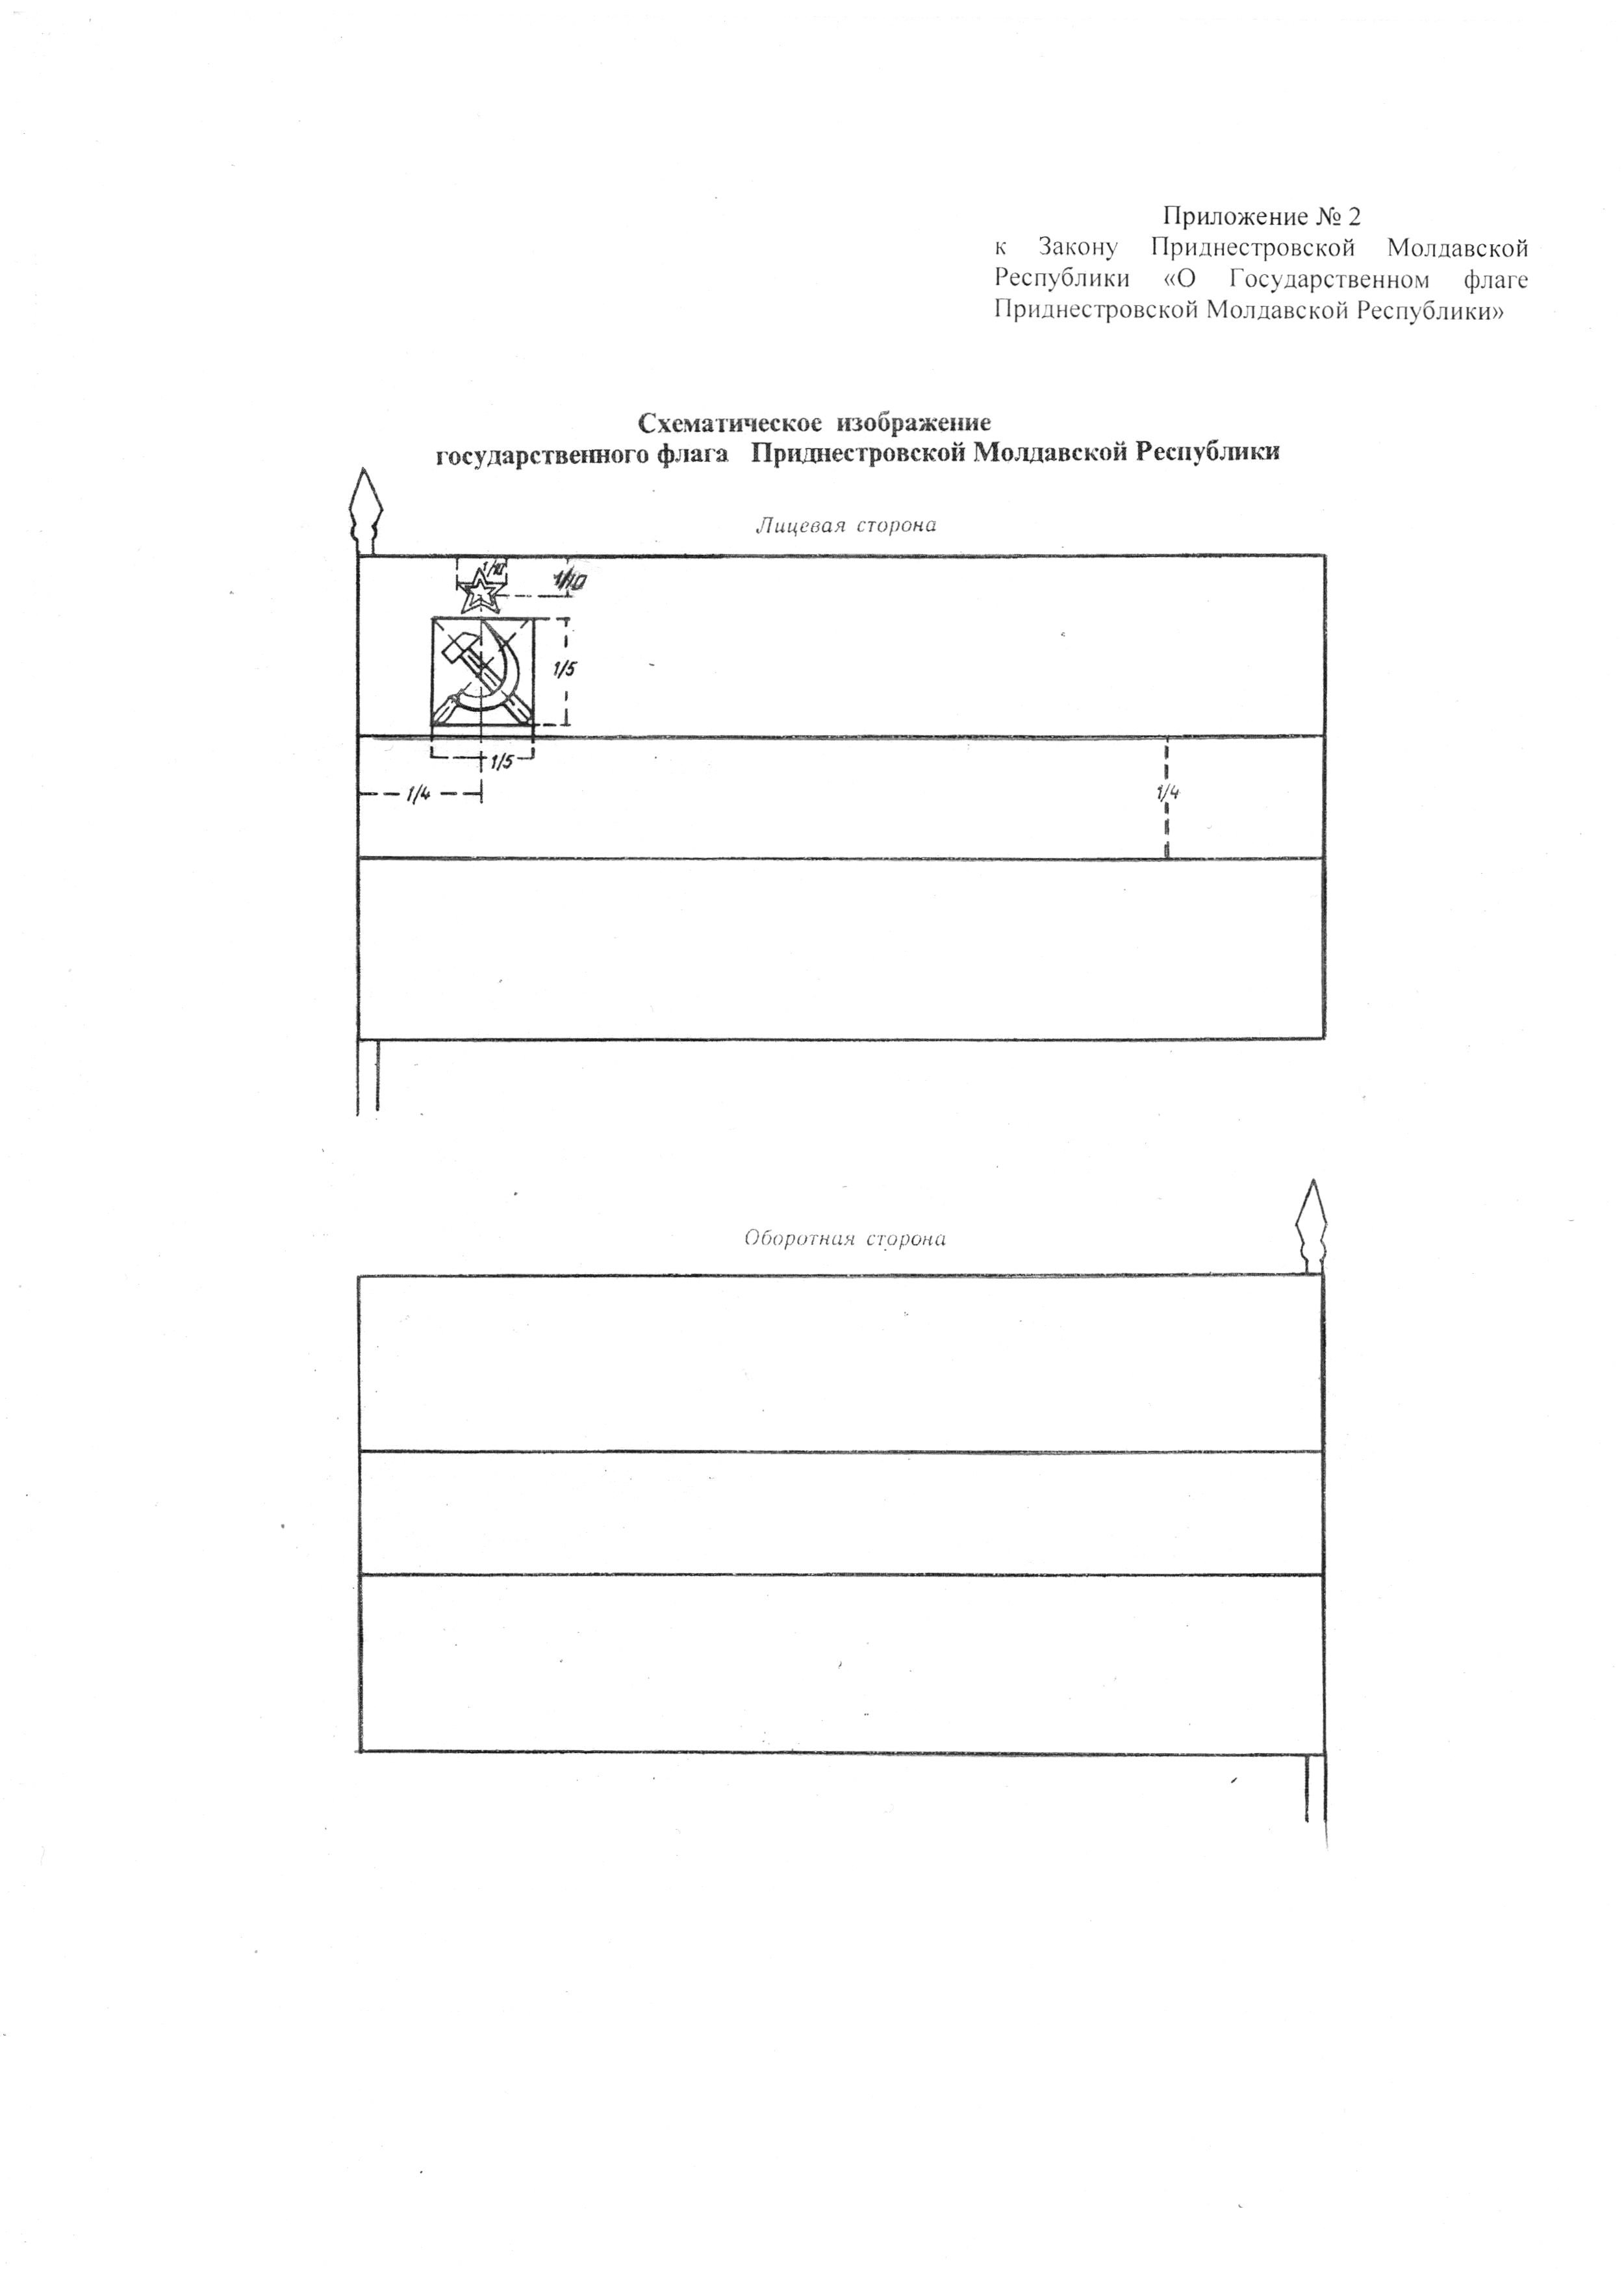 Приложение № 2
к Закону Приднестровской Молдавской
Республики «О Государственном флаге
Приднестровской Молдавской Республики»
Схематическое изображение
государственного флага Приднестровской Молдавской Республики
Лицевая сторона
1/10
1/10
1/5
1/5
1/4
1/4
Оборотная сторона